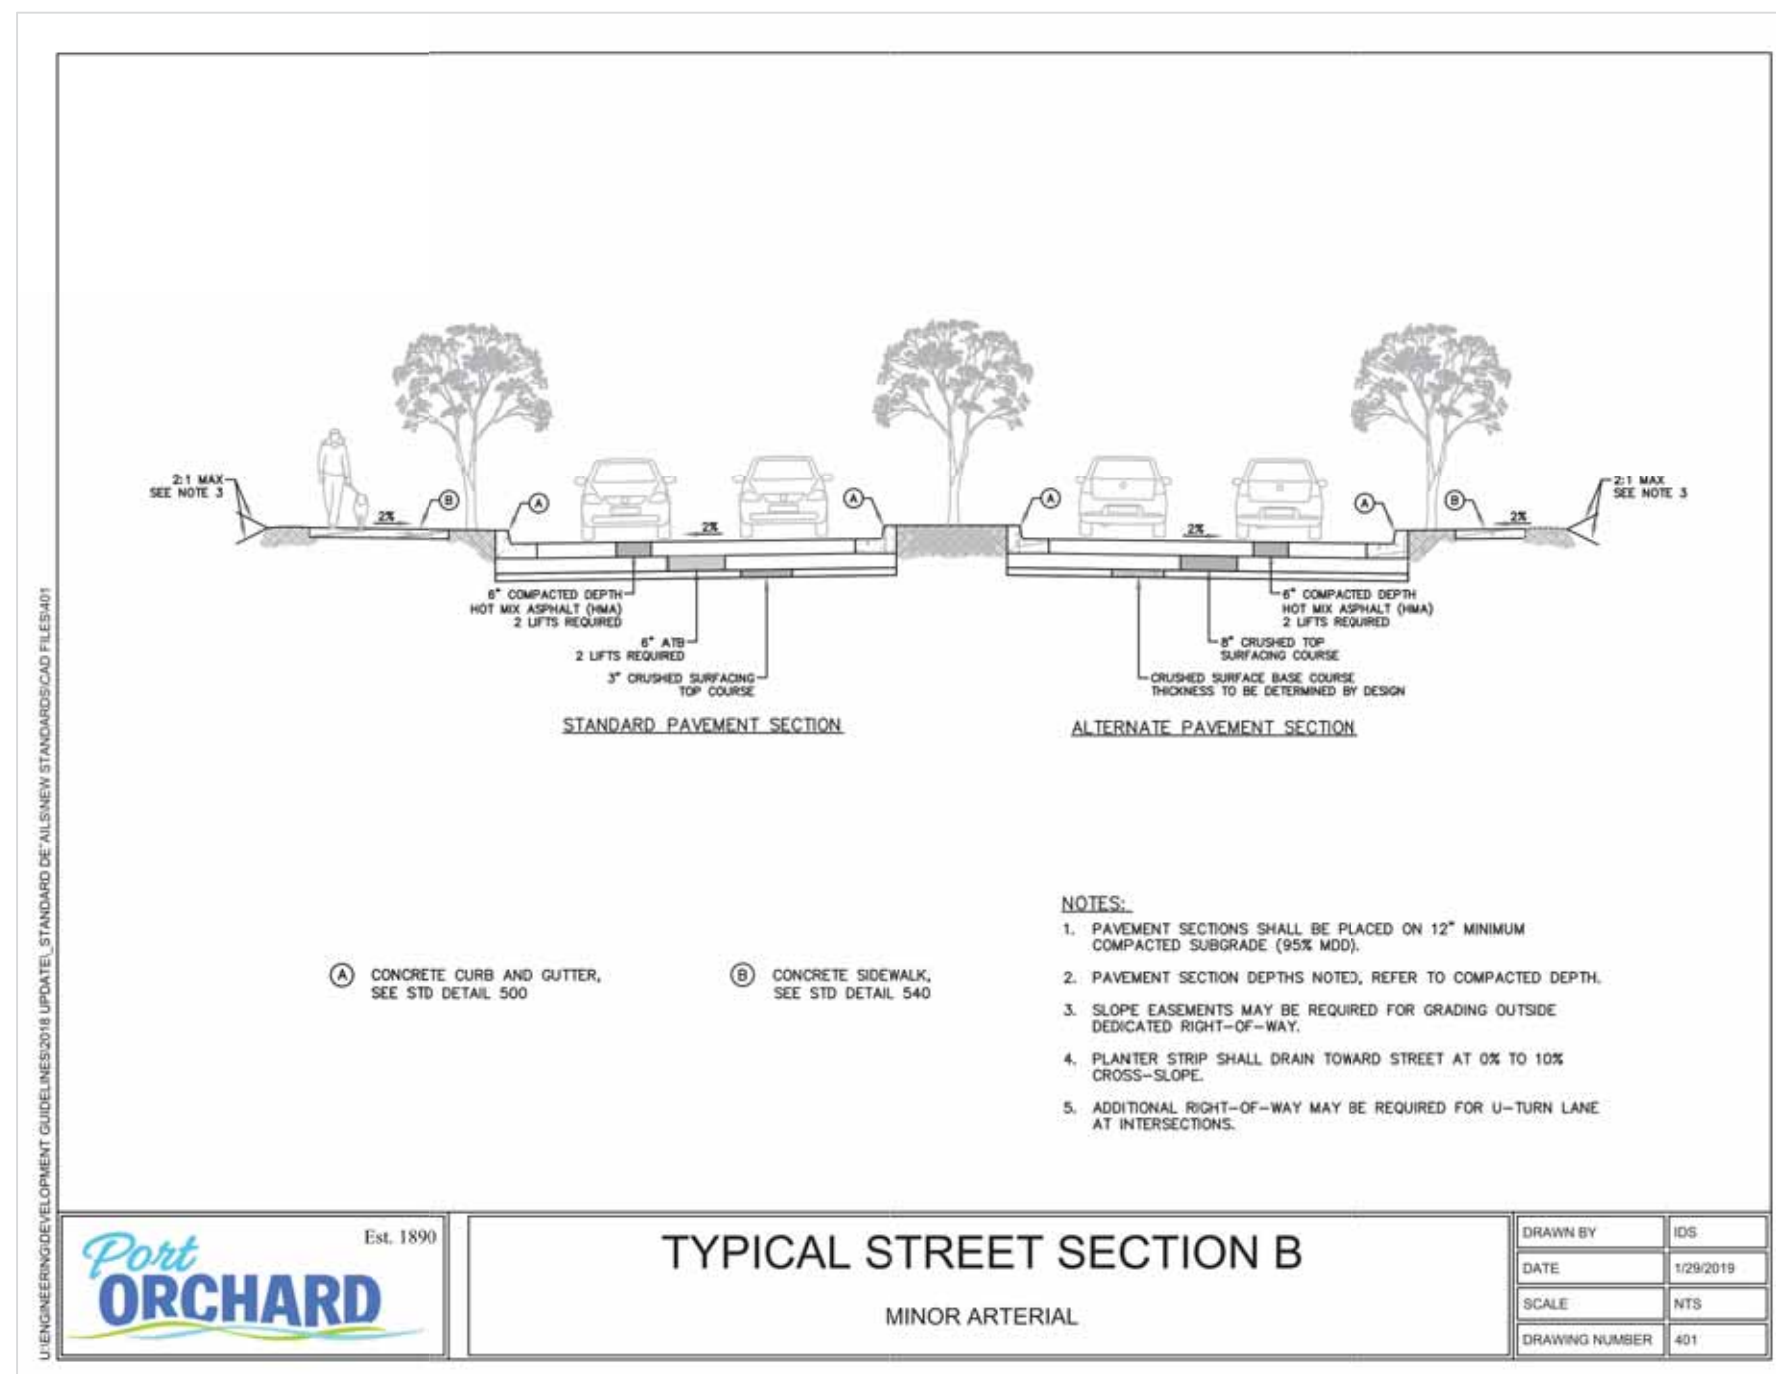 2:1 MAX
SEE NOTE 3
2%
B
A
2%
A
A
2%
A
B
2%
2:1 MAX
SEE NOTE 3
6" COMPACTED DEPTH
HOT MIX ASPHALT (HMA)
2 LIFTS REQUIRED
6" ATB
2 LIFTS REQUIRED
3" CRUSHED SURFACING
TOP COURSE
STANDARD PAVEMENT SECTION
6" COMPACTED DEPTH
HOT MIX ASPHALT (HMA)
2 LIFTS REQUIRED
8" CRUSHED TOP
SURFACING COURSE
CRUSHED SURFACE BASE COURSE
THICKNESS TO BE DETERMINED BY DESIGN
ALTERNATE PAVEMENT SECTION
A CONCRETE CURB AND GUTTER,
SEE STD DETAIL 500
B CONCRETE SIDEWALK,
SEE STD DETAIL 540
NOTES:
1. PAVEMENT SECTIONS SHALL BE PLACED ON 12" MINIMUM
COMPACTED SUBGRADE (95% MDD).
2. PAVEMENT SECTION DEPTHS NOTED, REFER TO COMPACTED DEPTH.
3. SLOPE EASEMENTS MAY BE REQUIRED FOR GRADING OUTSIDE
DEDICATED RIGHT-OF-WAY.
4. PLANTER STRIP SHALL DRAIN TOWARD STREET AT 0% TO 10%
CROSS-SLOPE.
5. ADDITIONAL RIGHT-OF-WAY MAY BE REQUIRED FOR U-TURN LANE
AT INTERSECTIONS.
U:\ENGINEERING\DEVELOPMENT GUIDELINES\2018 UPDATE\_STANDARD DETAILS\NEW STANDARDS\CAD FILES\401
Est. 1890
Port
ORCHARD
TYPICAL STREET SECTION B
MINOR ARTERIAL
DRAWN BY IDS
DATE 1/29/2019
SCALE NTS
DRAWING NUMBER 401